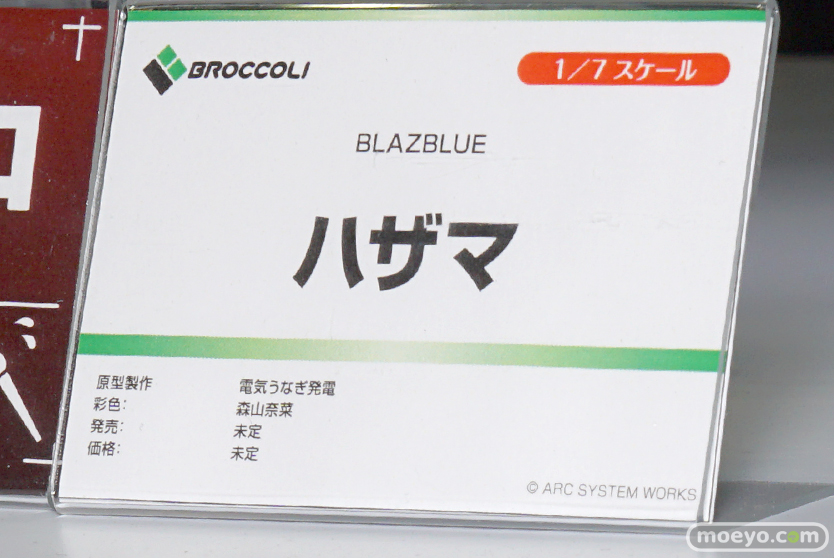 BROCCOLI
1/7 スケール
BLAZBLUE
ハザマ
原型製作 電気うなぎ発電
彩色: 森山奈菜
発売: 未定
価格: 未定
© ARC SYSTEM WORKS
moeyo.com